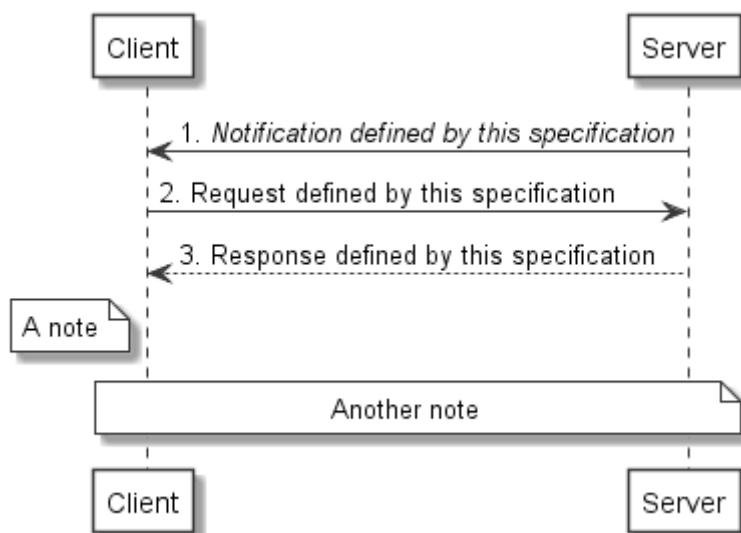 Client
Server
1. Notification defined by this specification
2. Request defined by this specification
3. Response defined by this specification
A note
Another note
Client
Server